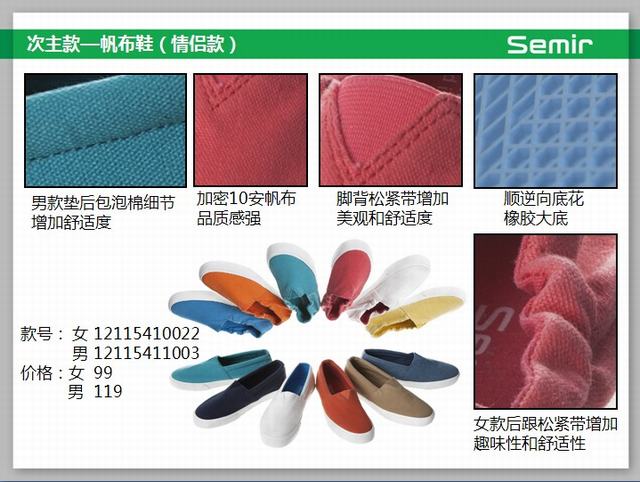 次主款—帆布鞋（情侣款）
Semir
男款垫后包泡棉细节
增加舒适度
加密10安帆布
品质感强
脚背松紧带增加
美观和舒适度
顺逆向底花
橡胶大底
款号： 女 12115410022
男 12115411003
价格：女 99
男 119
女款后跟松紧带增加
趣味性和舒适性